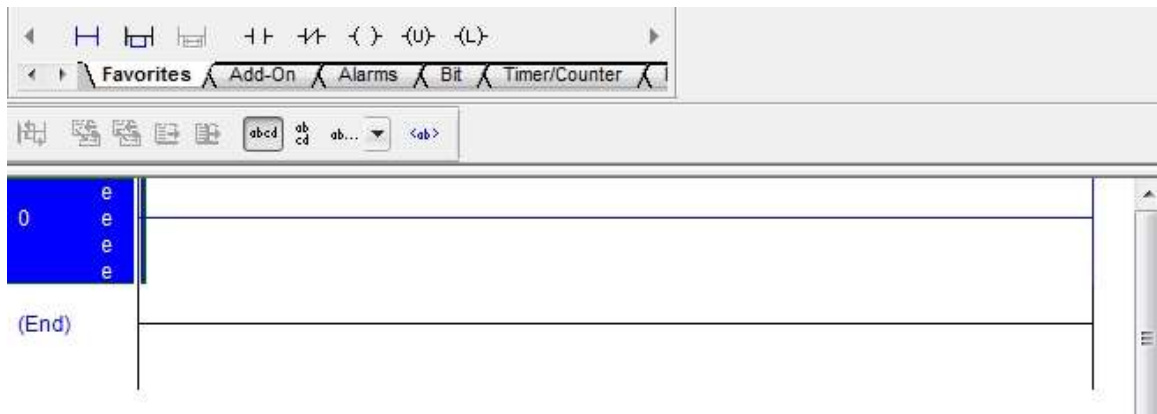 (U) (L)
Favorites Add-On Alarms Bit Timer/Counter
abcd ab cd ab... <ab>
e
0 e
e
e
(End)